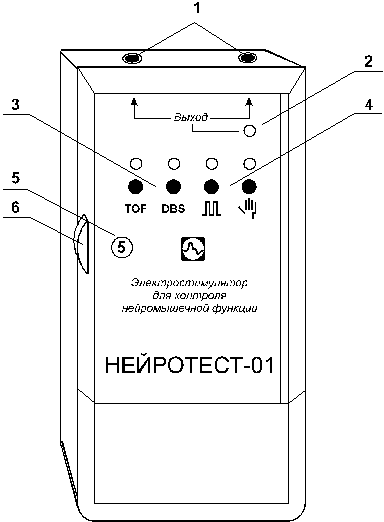 1
2
Выход
3
4
TOF DBS
5
6
5
Электростимулятор
для контроля
нейромышечной функции
НЕЙРОТЕСТ-01